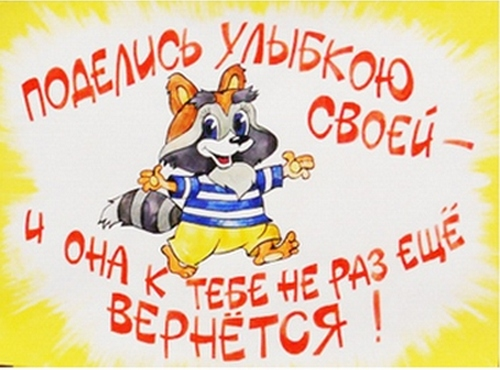 ПОДЕЛИСЬ УЛЫБКОЮ
СВОЕЙ –
И ОНА К ТЕБЕ НЕ РАЗ ЕЩЁ
ВЕРНЁТСЯ!